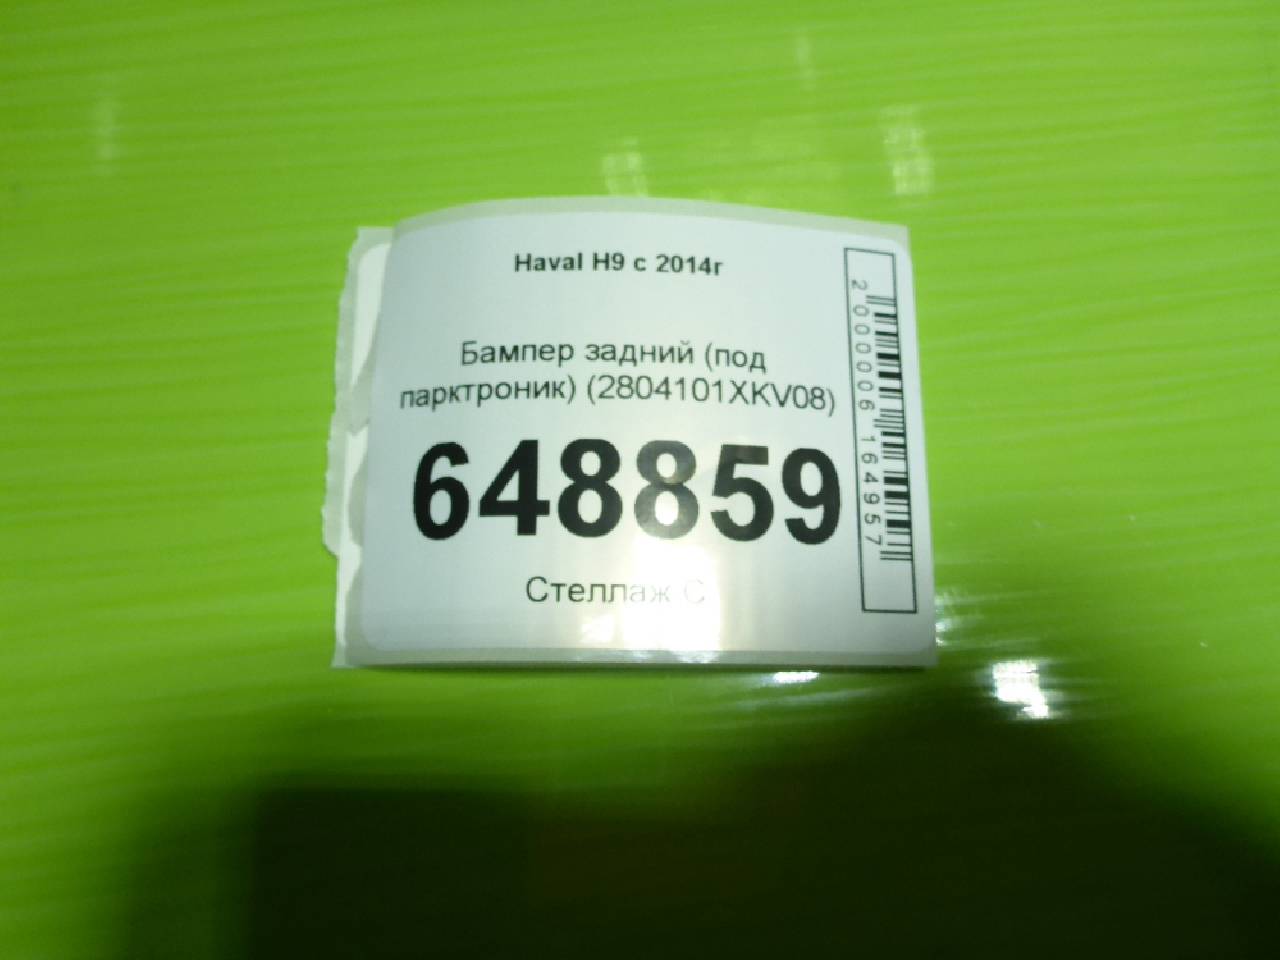 Haval H9 с 2014г
Бампер задний (под
парктроник) (2804101XKV08)
648859
Стеллаж С
2000006164957